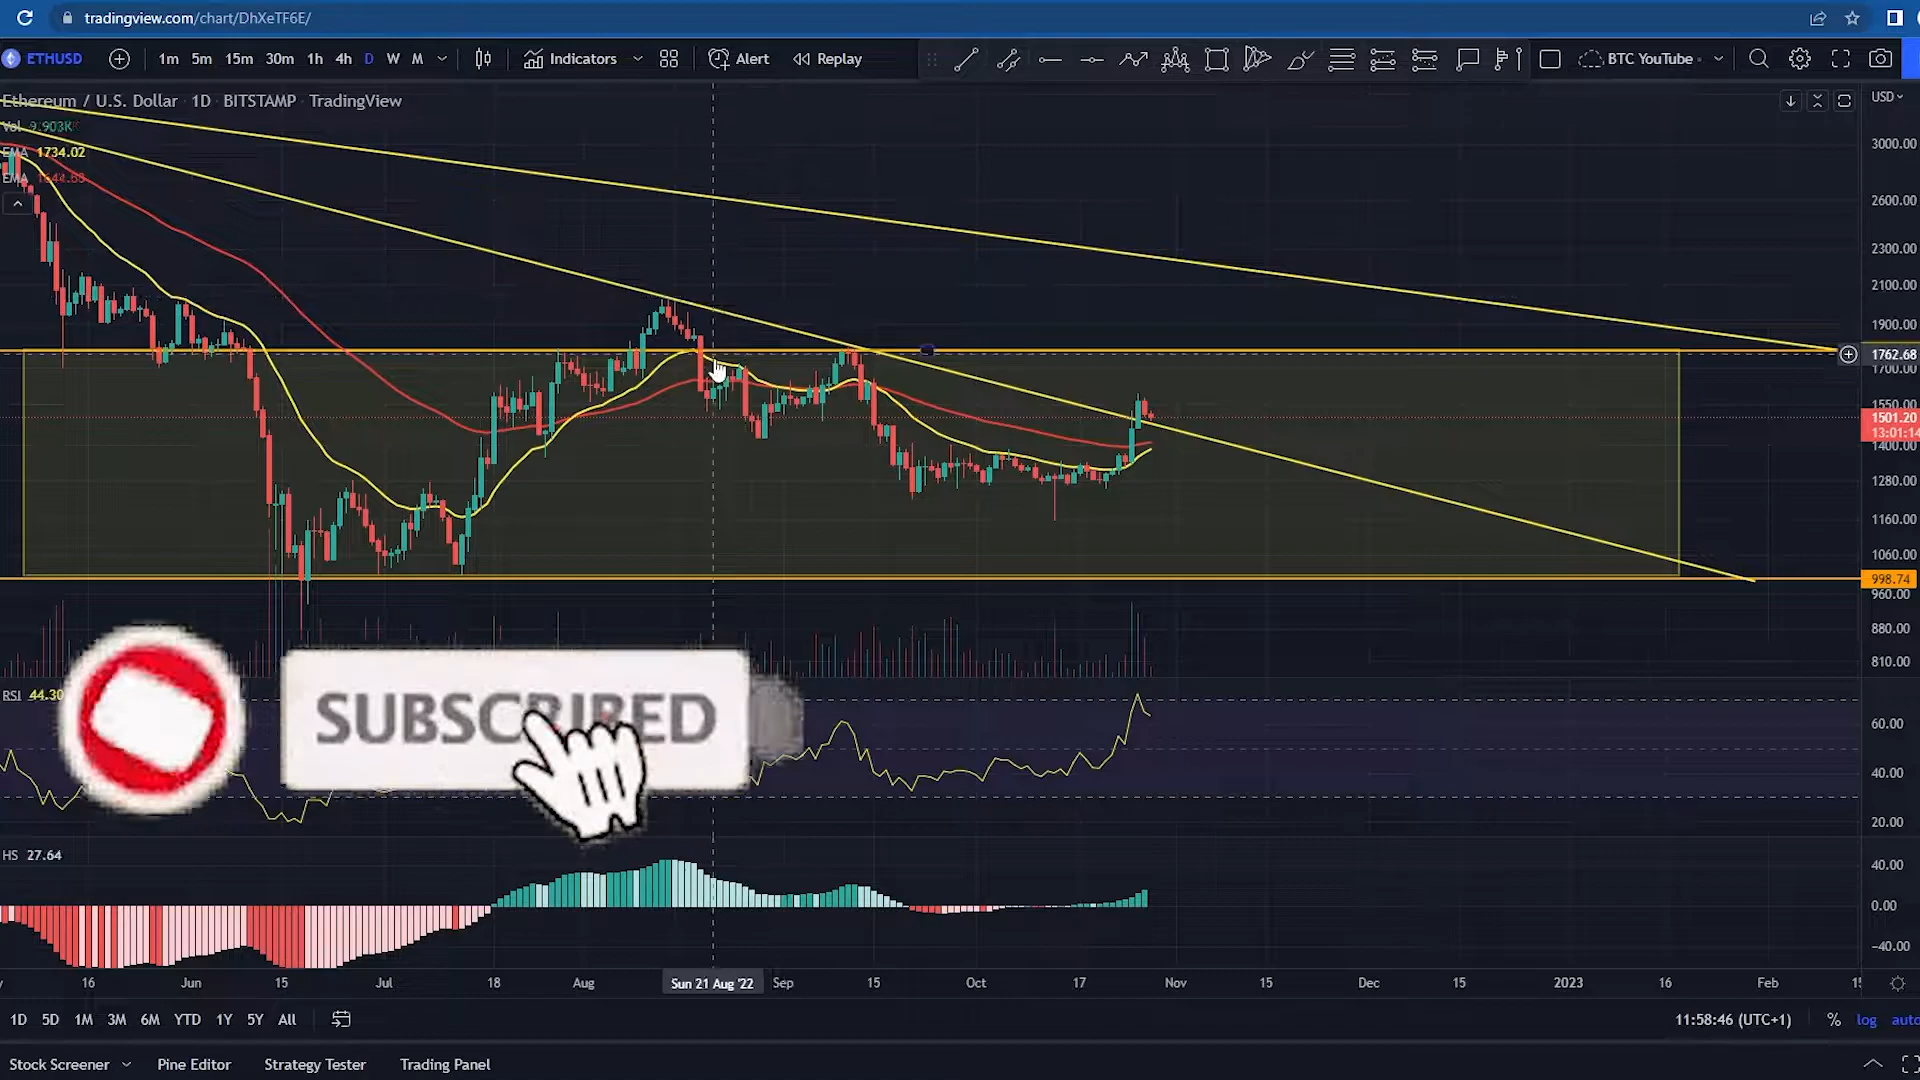 tradingview.com/chart/DhXeTF6E/
ETHUSD 1m 5m 15m 30m 1h 4h D W M Indicators Alert Replay BTC YouTube
Ethereum / U.S. Dollar 1D BITSTAMP TradingView
USD
Vol 9.903K
EMA 1734.02
EMA
3000.00
2600.00
2300.00
2100.00
1900.00
1762.68
1700.00
1550.00
1501.20
13:01:14
1400.00
1280.00
1160.00
1060.00
998.74
960.00
880.00
810.00
RSI 44.30
SUBSCRIBED
60.00
40.00
20.00
HS 27.64
40.00
0.00
−40.00
16 Jun 15 Jul 18 Aug Sun 21 Aug '22 Sep 15 Oct 17 Nov 15 Dec 15 2023 16 Feb
1D 5D 1M 3M 6M YTD 1Y 5Y All 11:58:46 (UTC+1) % log auto
Stock Screener Pine Editor Strategy Tester Trading Panel